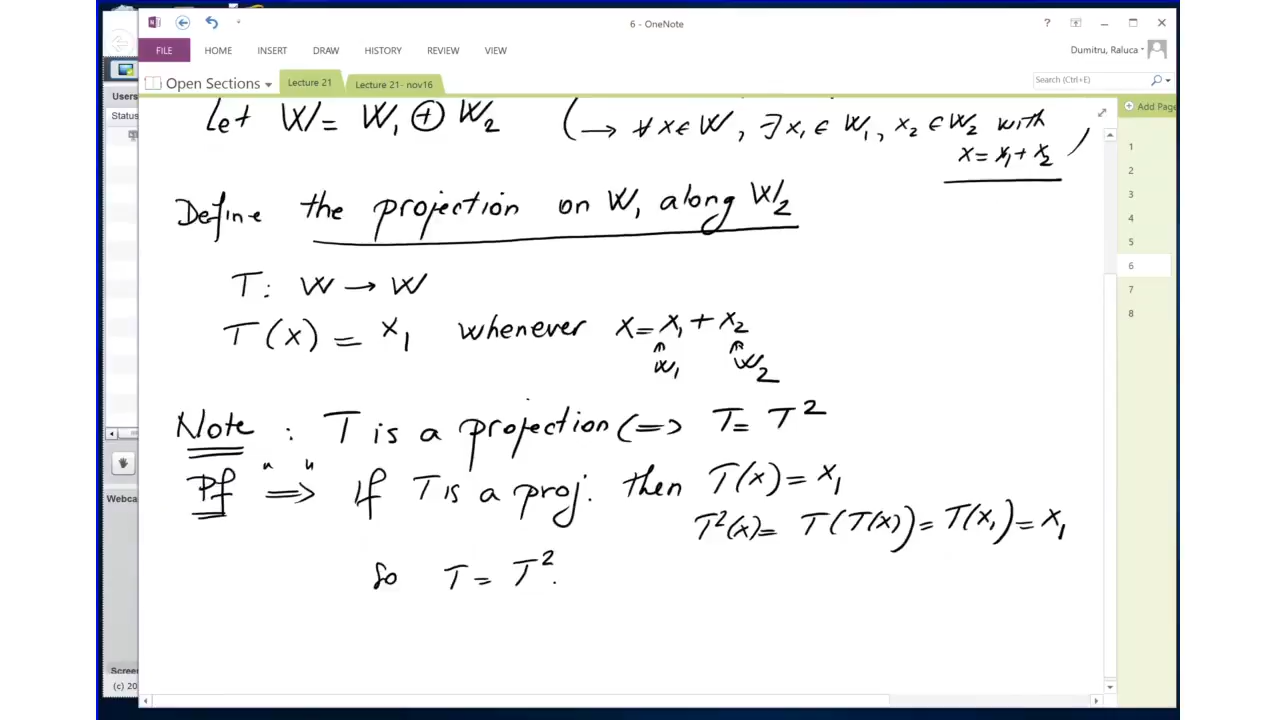 6 - OneNote
FILE HOME INSERT DRAW HISTORY REVIEW VIEW
Dumitru, Raluca
Open Sections Lecture 21 Lecture 21- nov16
Search (Ctrl+E)
Users
Status
Add Page
Let W = W₁ ⊕ W₂ (→ ∀ x ∈ W, ∃ x₁ ∈ W₁, x₂ ∈ W₂ with
x = x₁ + x₂)
Define the projection on W₁ along W₂
T: W → W
T(x) = x₁ whenever x = x₁ + x₂
W₁ W₂
Note: T is a projection (=> T = T²
Pf "=>" If T is a proj. then T(x) = x₁
T²(x) = T(T(x)) = T(x₁) = x₁
So T = T².
1
2
3
4
5
6
7
8
Webca
Screen
(c) 20